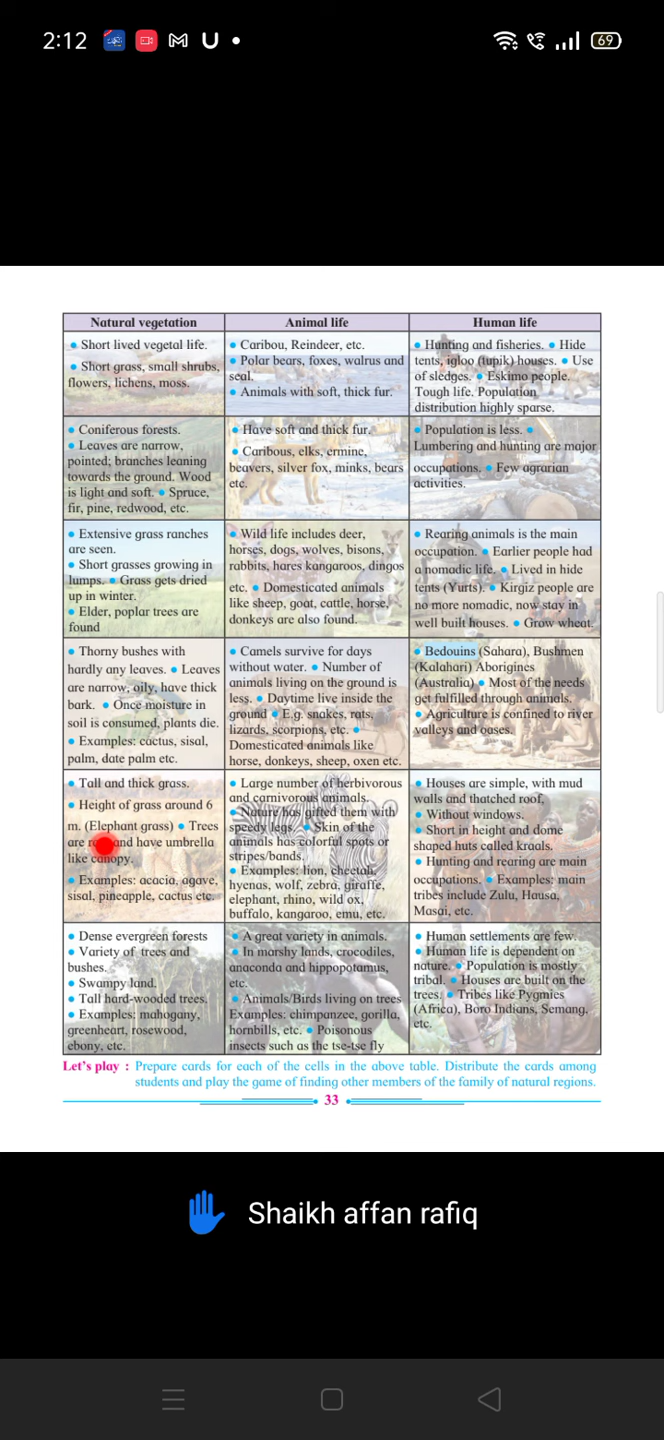 2:12
69
Natural vegetation
Animal life
Human life
• Short lived vegetal life.
• Short grass, small shrubs,
flowers, lichens, moss.
• Caribou, Reindeer, etc.
• Polar bears, foxes, walrus and
seal.
• Animals with soft, thick fur.
• Hunting and fisheries. • Hide
tents, igloo (tupik) houses. • Use
of sledges. • Eskimo people.
Tough life. Population
distribution highly sparse.
• Coniferous forests.
• Leaves are narrow,
pointed; branches leaning
towards the ground. Wood
is light and soft. • Spruce,
fir, pine, redwood, etc.
• Have soft and thick fur.
• Caribous, elks, ermine,
beavers, silver fox, minks, bears
etc.
• Population is less. •
Lumbering and hunting are major
occupations. • Few agrarian
activities.
• Extensive grass ranches
are seen.
• Short grasses growing in
lumps. • Grass gets dried
up in winter.
• Elder, poplar trees are
found
• Wild life includes deer,
horses, dogs, wolves, bisons,
rabbits, hares kangaroos, dingos
etc. • Domesticated animals
like sheep, goat, cattle, horse,
donkeys are also found.
• Rearing animals is the main
occupation. • Earlier people had
a nomadic life. • Lived in hide
tents (Yurts). • Kirgiz people are
no more nomadic, now stay in
well built houses. • Grow wheat.
• Thorny bushes with
hardly any leaves. • Leaves
are narrow, oily, have thick
bark. • Once moisture in
soil is consumed, plants die.
• Examples: cactus, sisal,
palm, date palm etc.
• Camels survive for days
without water. • Number of
animals living on the ground is
less. • Daytime live inside the
ground • E.g. snakes, rats,
lizards, scorpions, etc. •
Domesticated animals like
horse, donkeys, sheep, oxen etc.
• Bedouins (Sahara), Bushmen
(Kalahari) Aborigines
(Australia) • Most of the needs
get fulfilled through animals.
• Agriculture is confined to river
valleys and oases.
• Tall and thick grass.
• Height of grass around 6
m. (Elephant grass) • Trees
are and have umbrella
like canopy.
• Examples: acacia, agave,
sisal, pineapple, cactus etc.
• Large number of herbivorous
and carnivorous animals.
• Nature has gifted them with
speedy legs. • Skin of the
animals has colorful spots or
stripes/bands.
• Examples: lion, cheetah,
hyenas, wolf, zebra, giraffe,
elephant, rhino, wild ox,
buffalo, kangaroo, emu, etc.
• Houses are simple, with mud
walls and thatched roof,
• Without windows.
• Short in height and dome
shaped huts called kraals.
• Hunting and rearing are main
occupations. • Examples: main
tribes include Zulu, Hausa,
Masai, etc.
• Dense evergreen forests
• Variety of trees and
bushes.
• Swampy land.
• Tall hard-wooded trees.
• Examples: mahogany,
greenheart, rosewood,
ebony, etc.
• A great variety in animals.
• In marshy lands, crocodiles,
anaconda and hippopotamus,
etc.
• Animals/Birds living on trees
Examples: chimpanzee, gorilla,
hornbills, etc. • Poisonous
insects such as the tse-tse fly
• Human settlements are few.
• Human life is dependent on
nature. • Population is mostly
tribal. • Houses are built on the
trees. • Tribes like Pygmies
(Africa), Boro Indians, Semang,
etc.
Let's play : Prepare cards for each of the cells in the above table. Distribute the cards among
students and play the game of finding other members of the family of natural regions.
33
Shaikh affan rafiq